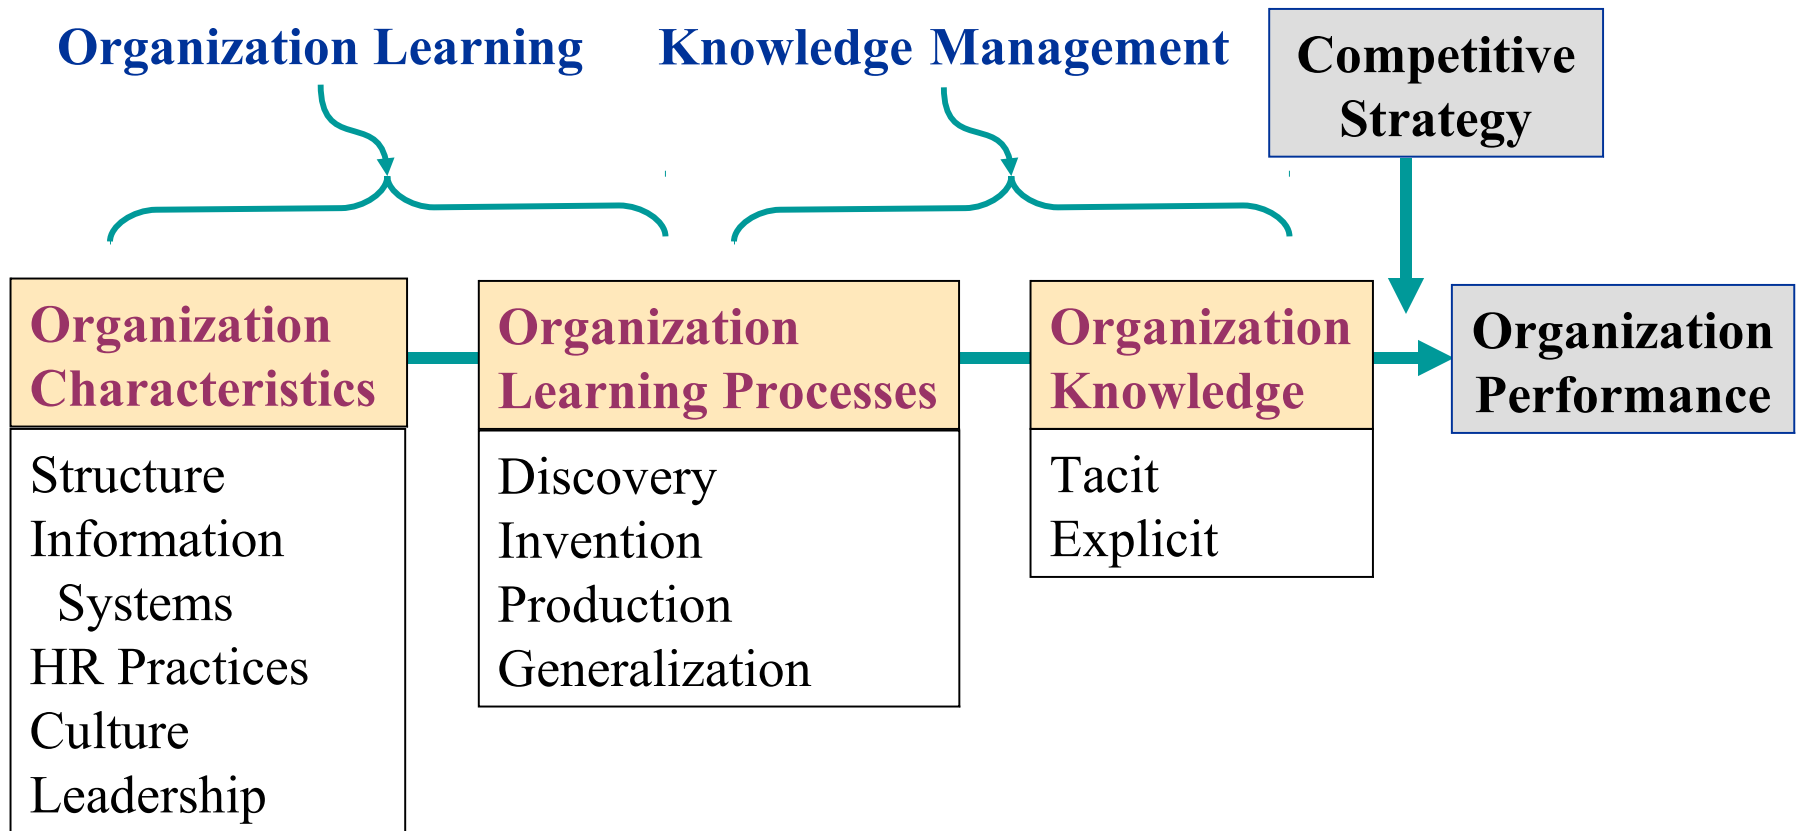 Organization Learning
Knowledge Management
Competitive
Strategy
Organization
Characteristics
Structure
Information
Systems
HR Practices
Culture
Leadership
Organization
Learning Processes
Discovery
Invention
Production
Generalization
Organization
Knowledge
Tacit
Explicit
Organization
Performance